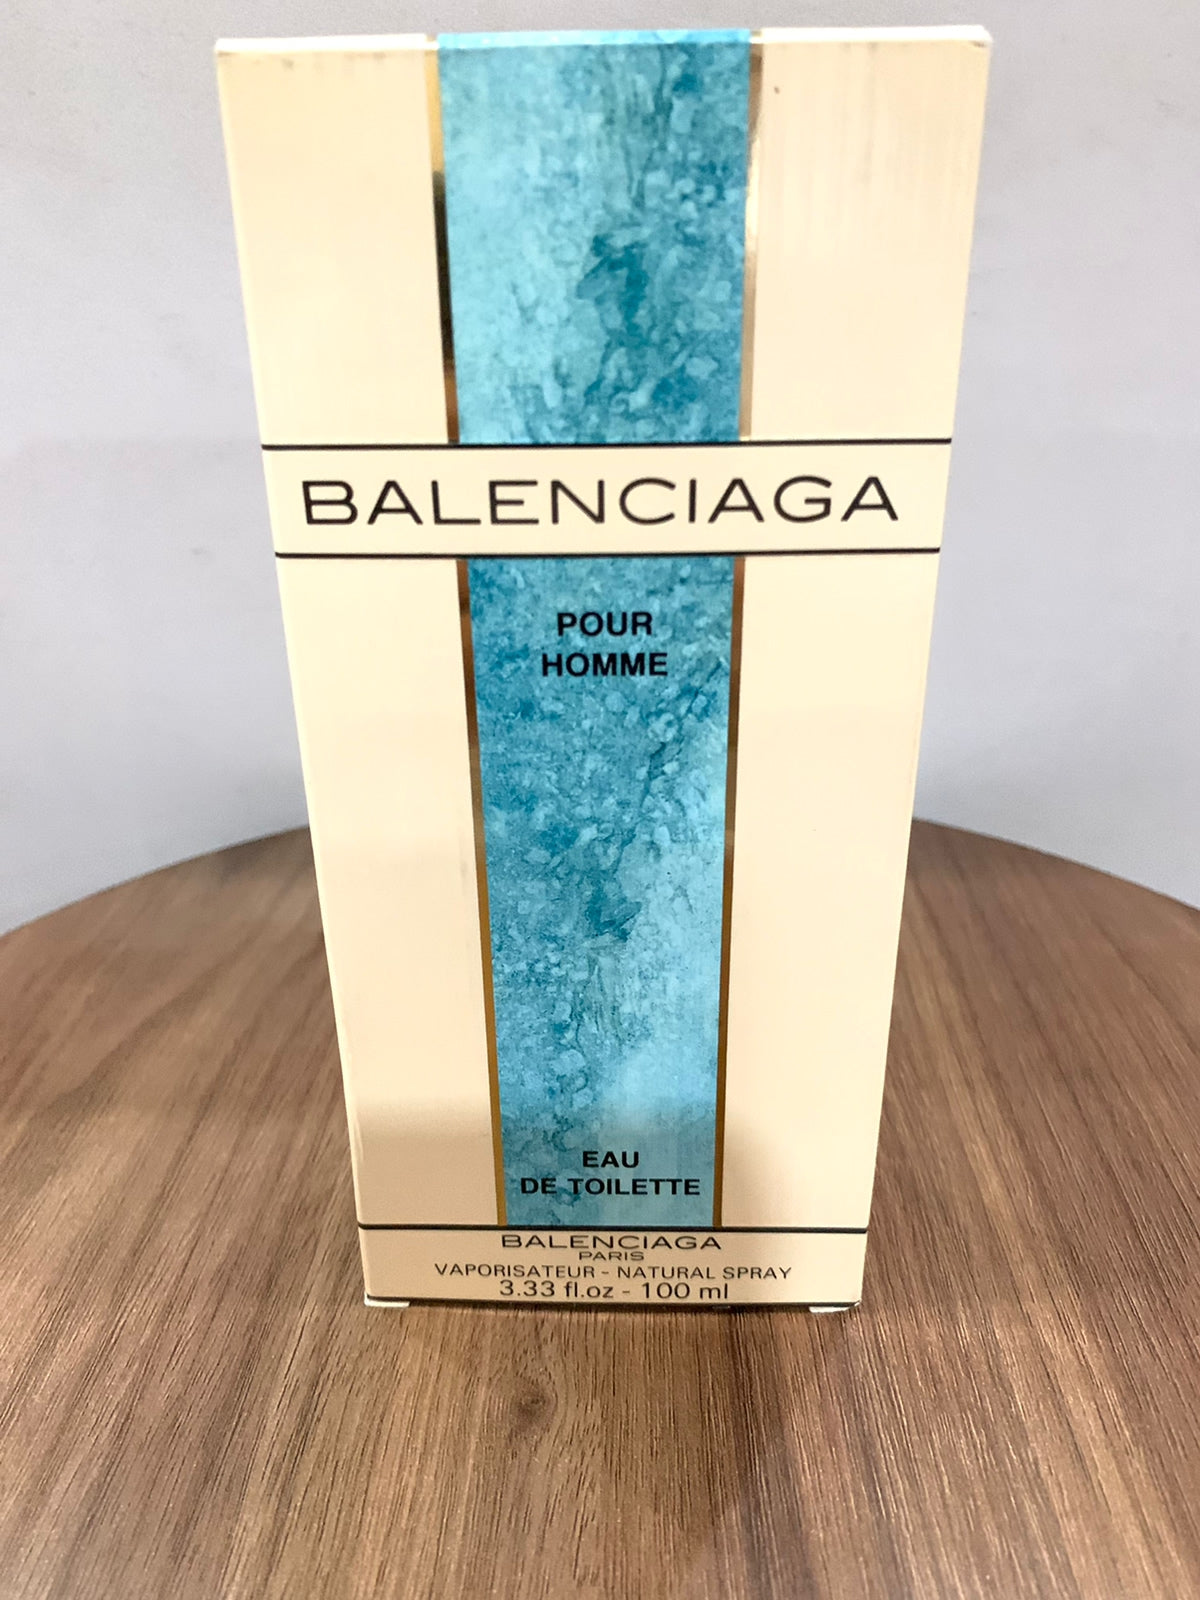 BALENCIAGA
POUR
HOMME
EAU
DE TOILETTE
BALENCIAGA
PARIS
VAPORISATEUR - NATURAL SPRAY
3.33 fl.oz - 100 ml